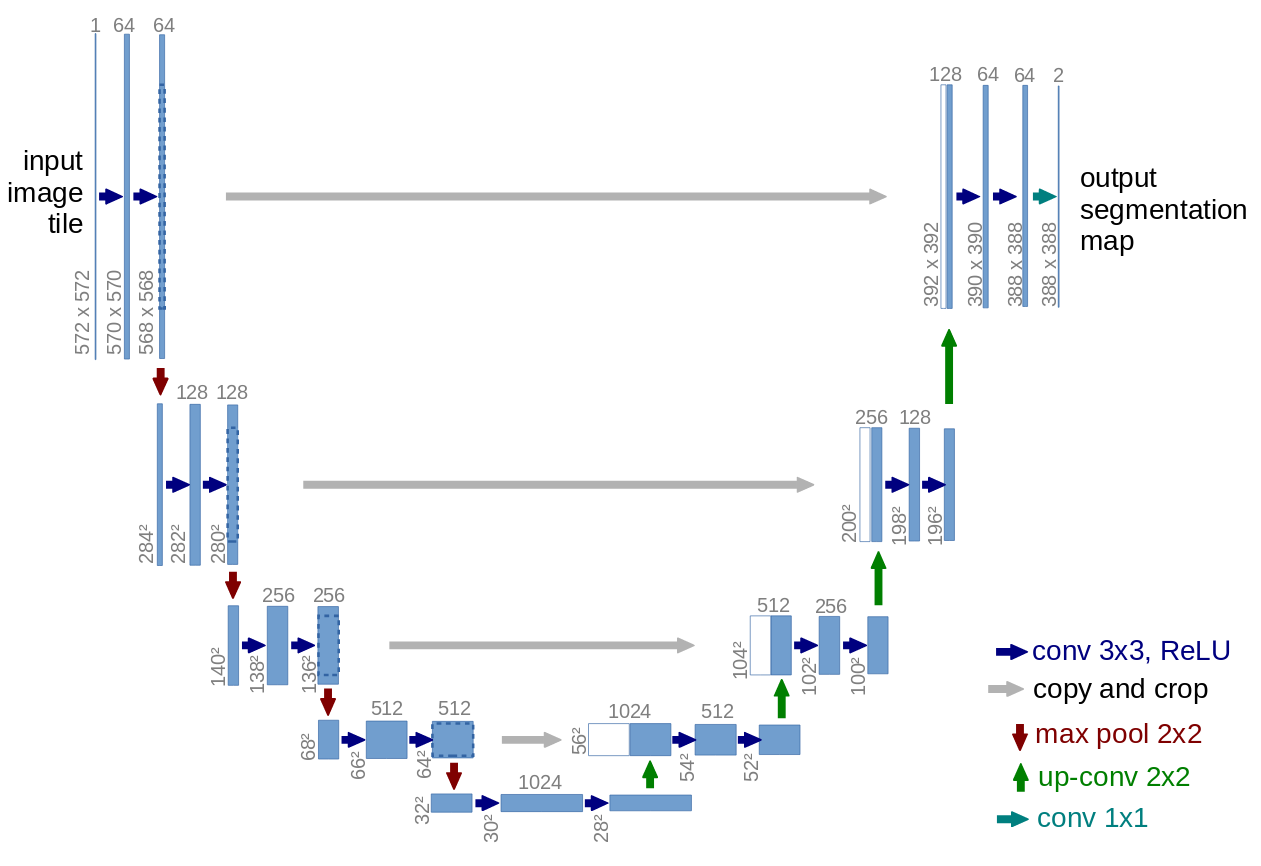 1 64 64
input
image
tile
572 x 572
570 x 570
568 x 568
128 64 64 2
output
segmentation
map
392 x 392
390 x 390
388 x 388
388 x 388
128 128
284²
282²
280²
256 128
200²
198²
196²
256 256
140²
138²
136²
512 256
104²
102²
100²
512 512
68²
66²
64²
1024 512
56²
54²
52²
1024
32²
30²
28²
conv 3x3, ReLU
copy and crop
max pool 2x2
up-conv 2x2
conv 1x1